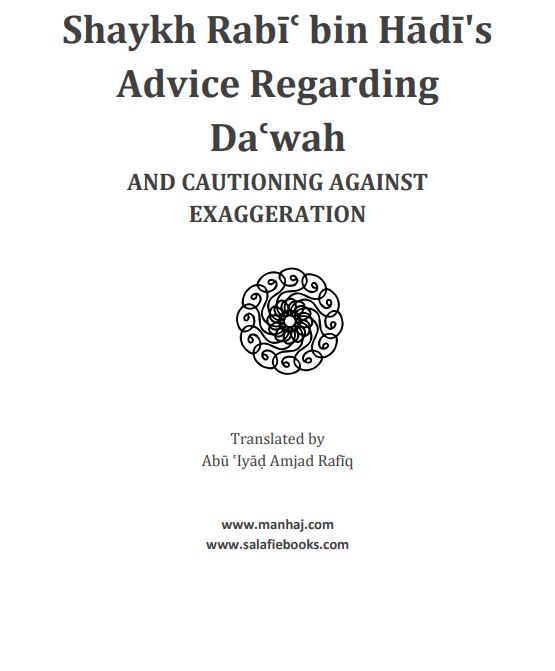 Shaykh Rabīʿ bin Hādī's
Advice Regarding
Daʿwah
AND CAUTIONING AGAINST
EXAGGERATION
Translated by
Abū ʿIyāḍ Amjad Rafīq
www.manhaj.com
www.salafiebooks.com